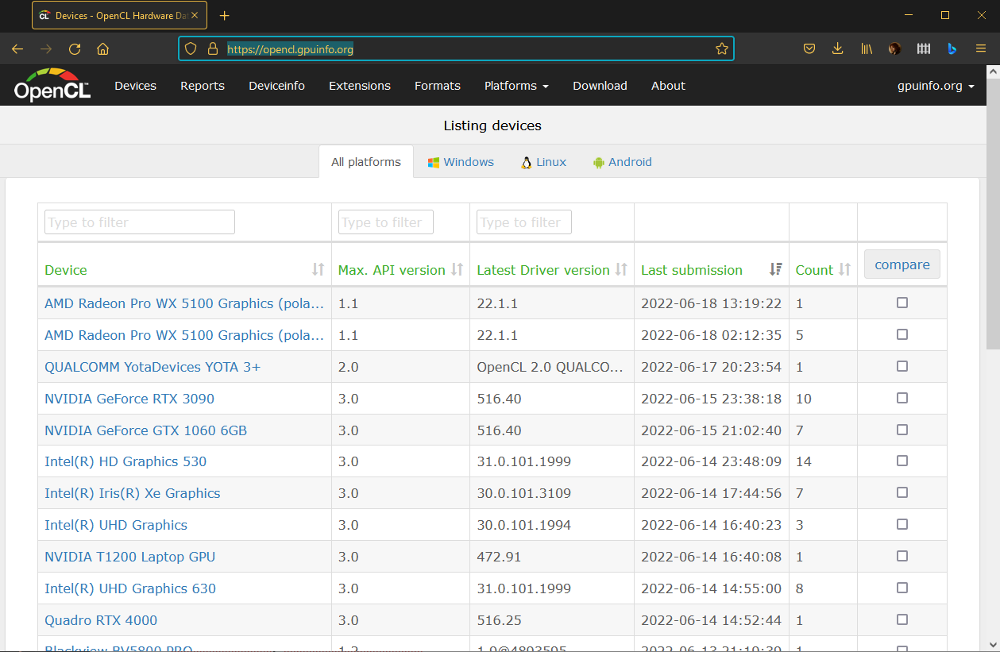 CL Devices - OpenCL Hardware Dat
https://opencl.gpuinfo.org
OpenCL™ Devices Reports Deviceinfo Extensions Formats Platforms Download About gpuinfo.org
Listing devices
All platforms Windows Linux Android
Type to filter Type to filter Type to filter
Device Max. API version Latest Driver version Last submission Count compare
AMD Radeon Pro WX 5100 Graphics (pola... 1.1 22.1.1 2022-06-18 13:19:22 1
AMD Radeon Pro WX 5100 Graphics (pola... 1.1 22.1.1 2022-06-18 02:12:35 5
QUALCOMM YotaDevices YOTA 3+ 2.0 OpenCL 2.0 QUALCO... 2022-06-17 20:23:54 1
NVIDIA GeForce RTX 3090 3.0 516.40 2022-06-15 23:38:18 10
NVIDIA GeForce GTX 1060 6GB 3.0 516.40 2022-06-15 21:02:40 7
Intel(R) HD Graphics 530 3.0 31.0.101.1999 2022-06-14 23:48:09 14
Intel(R) Iris(R) Xe Graphics 3.0 30.0.101.3109 2022-06-14 17:44:56 7
Intel(R) UHD Graphics 3.0 30.0.101.1994 2022-06-14 16:40:23 3
NVIDIA T1200 Laptop GPU 3.0 472.91 2022-06-14 16:40:08 1
Intel(R) UHD Graphics 630 3.0 31.0.101.1999 2022-06-14 14:55:00 8
Quadro RTX 4000 3.0 516.25 2022-06-14 14:52:44 1
Blackview BV5800 PRO 1.2 1.9@4893595 2022-06-13 21:19:39 1